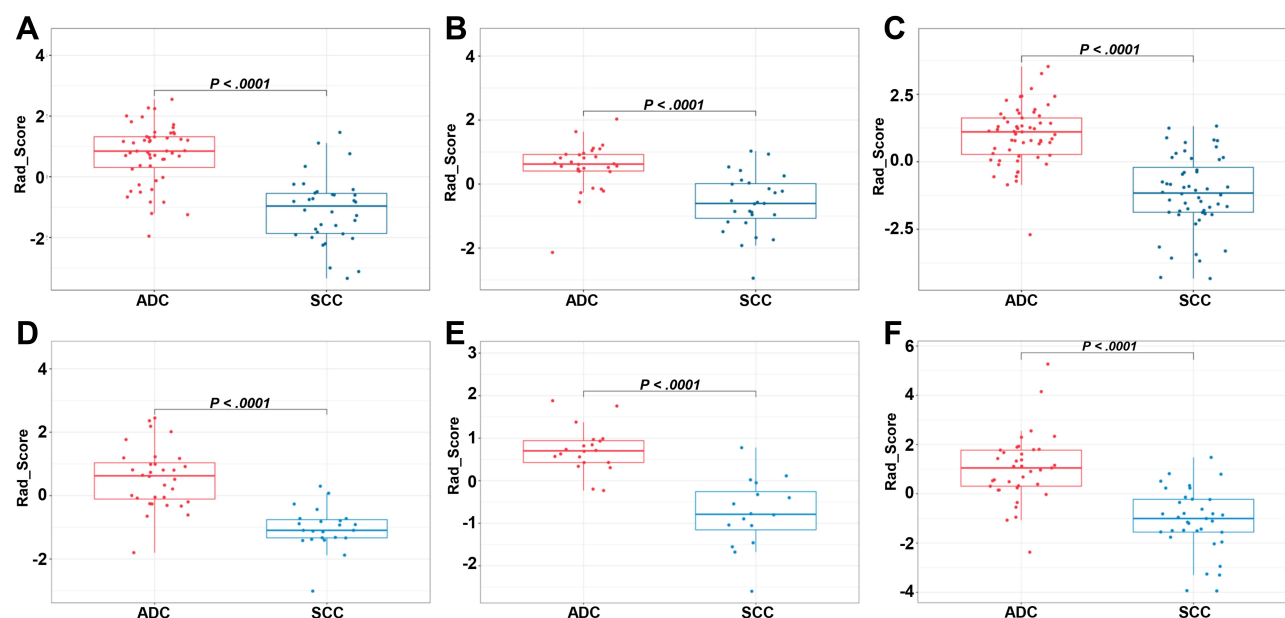 A
Rad_Score
4
2
0
-2
P < .0001
ADC SCC
B
Rad_Score
4
2
0
-2
P < .0001
ADC SCC
C
Rad_Score
2.5
0.0
-2.5
P < .0001
ADC SCC
D
Rad_Score
4
2
0
-2
P < .0001
ADC SCC
E
Rad_Score
3
2
1
0
-1
-2
P < .0001
ADC SCC
F
Rad_Score
6
4
2
0
-2
-4
P < .0001
ADC SCC